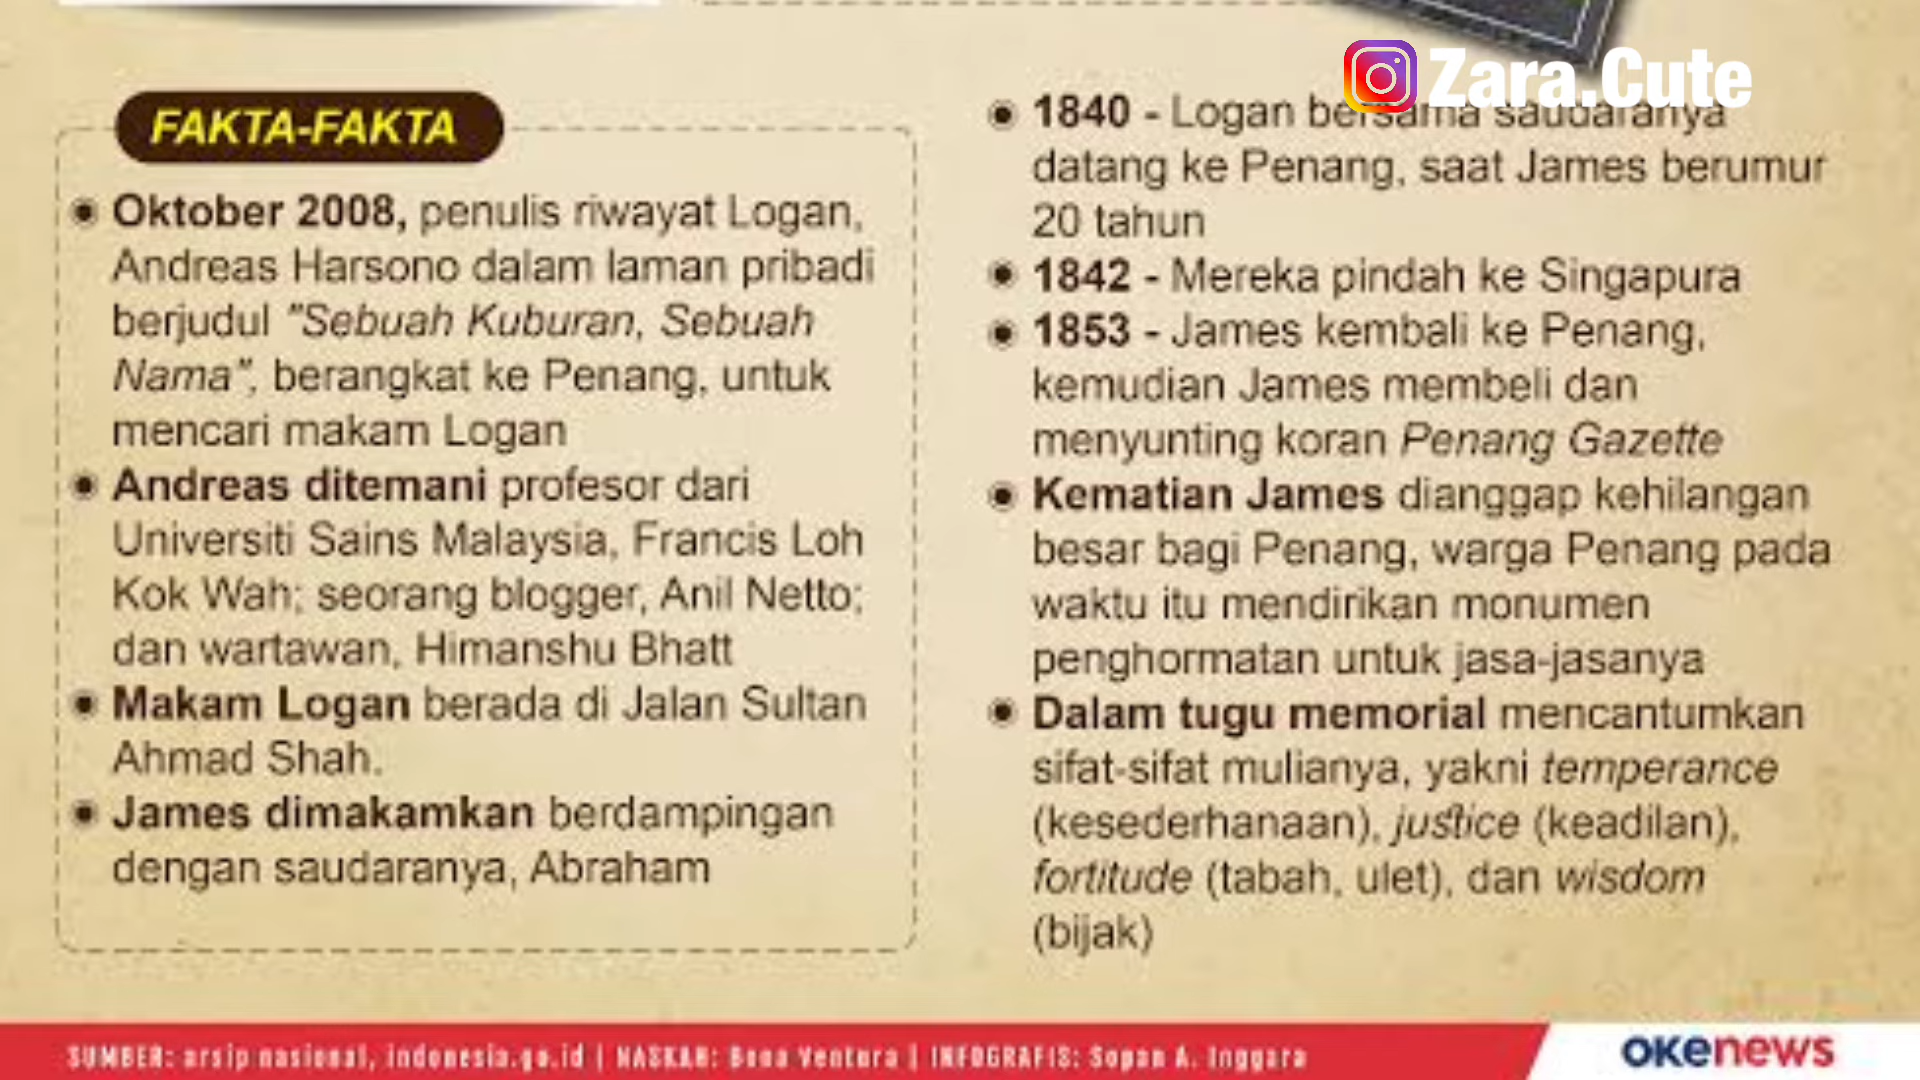 Zara.Cute
FAKTA-FAKTA
Oktober 2008, penulis riwayat Logan,
Andreas Harsono dalam laman pribadi
berjudul "Sebuah Kuburan, Sebuah
Nama", berangkat ke Penang, untuk
mencari makam Logan
Andreas ditemani profesor dari
Universiti Sains Malaysia, Francis Loh
Kok Wah; seorang blogger, Anil Netto;
dan wartawan, Himanshu Bhatt
Makam Logan berada di Jalan Sultan
Ahmad Shah.
James dimakamkan berdampingan
dengan saudaranya, Abraham
1840 - Logan bersama saudaranya
datang ke Penang, saat James berumur
20 tahun
1842 - Mereka pindah ke Singapura
1853 - James kembali ke Penang,
kemudian James membeli dan
menyunting koran Penang Gazette
Kematian James dianggap kehilangan
besar bagi Penang, warga Penang pada
waktu itu mendirikan monumen
penghormatan untuk jasa-jasanya
Dalam tugu memorial mencantumkan
sifat-sifat mulianya, yakni temperance
(kesederhanaan), justice (keadilan),
fortitude (tabah, ulet), dan wisdom
(bijak)
SUMBER: arsip nasional, indonesia.go.id | NASKAH: Bona Ventura | INFOGRAFIS: Sopan A. Inggara
okenews